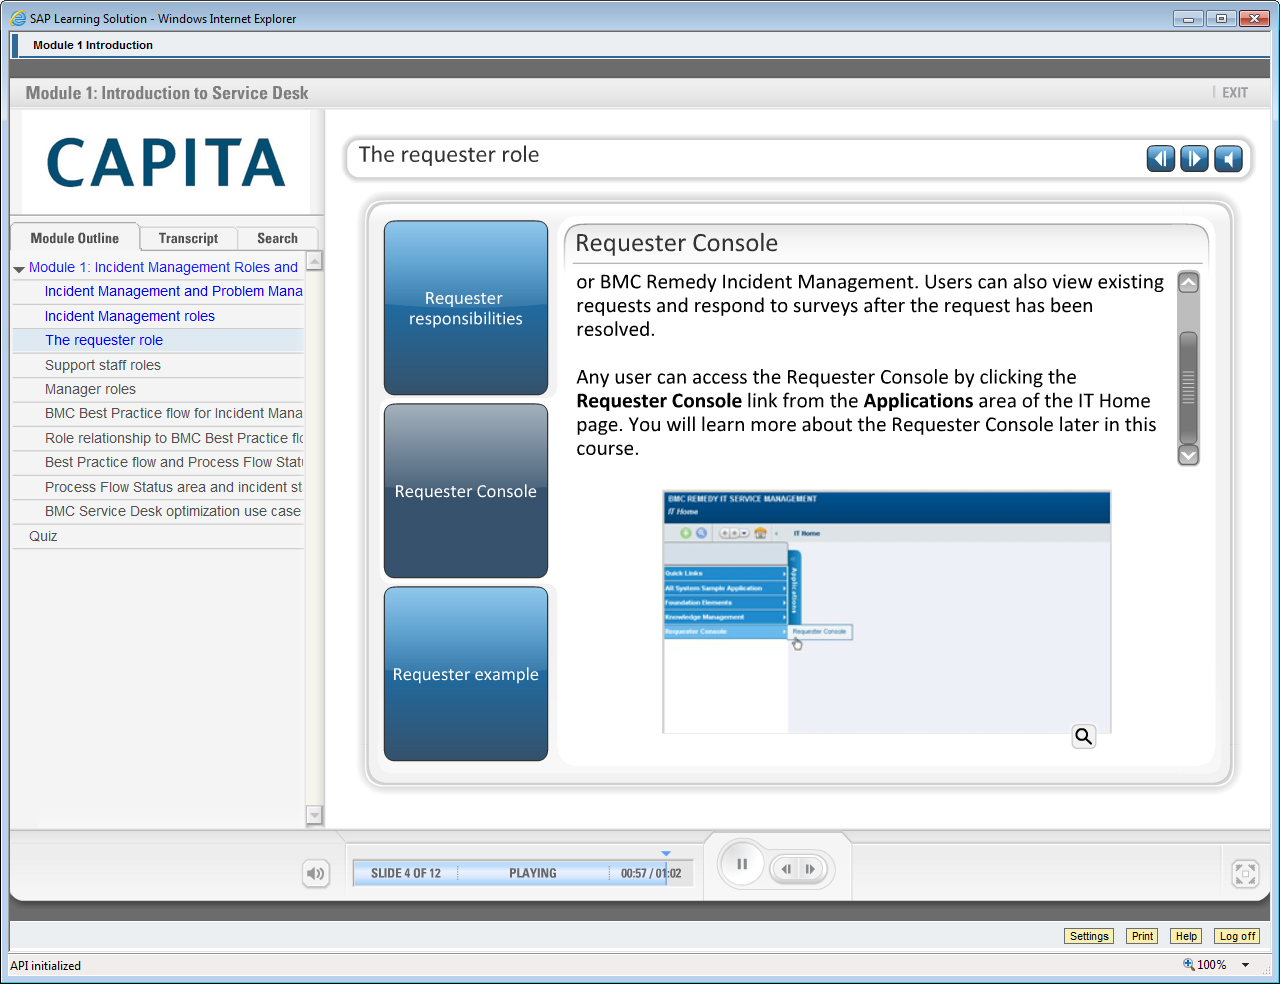 SAP Learning Solution - Windows Internet Explorer
Module 1 Introduction
Module 1: Introduction to Service Desk
EXIT
CAPITA
The requester role
Module Outline
Transcript
Search
Module 1: Incident Management Roles and
Incident Management and Problem Mana
Incident Management roles
The requester role
Support staff roles
Manager roles
BMC Best Practice flow for Incident Mana
Role relationship to BMC Best Practice flo
Best Practice flow and Process Flow Statu
Process Flow Status area and incident st
BMC Service Desk optimization use case
Quiz
Requester
responsibilities
Requester Console
Requester example
Requester Console
or BMC Remedy Incident Management. Users can also view existing
requests and respond to surveys after the request has been
resolved.
Any user can access the Requester Console by clicking the
Requester Console link from the Applications area of the IT Home
page. You will learn more about the Requester Console later in this
course.
BMC REMEDY IT SERVICE MANAGEMENT
IT Home
IT Home
Quick Links
AR System Sample Application
Foundation Elements
Knowledge Management
Requester Console
Applications
Requester Console
SLIDE 4 OF 12
PLAYING
00:57 / 01:02
Settings
Print
Help
Log off
API initialized
100%